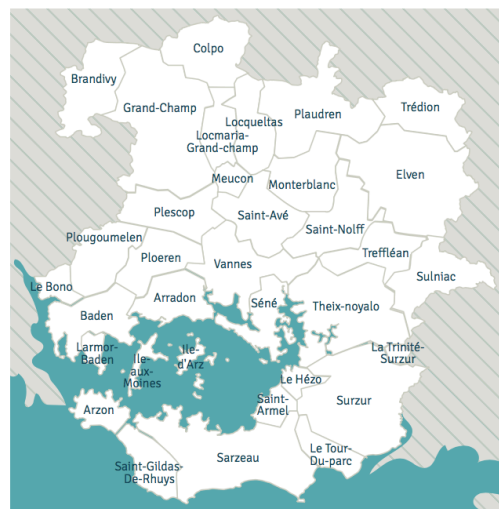 Colpo
Brandivy
Grand-Champ
Locqueltas
Plaudren
Trédion
Locmaria-
Grand-champ
Meucon
Monterblanc
Elven
Plescop
Saint-Avé
Saint-Nolff
Plougoumelen
Ploeren
Vannes
Treffléan
Sulniac
Le Bono
Arradon
Séné
Theix-noyalo
Baden
Larmor-
Baden
Ile-
aux-
Moines
Ile-
d'Arz
La Trinité-
Surzur
Le Hézo
Saint-
Armel
Surzur
Arzon
Saint-Gildas-
De-Rhuys
Sarzeau
Le Tour-
Du-parc